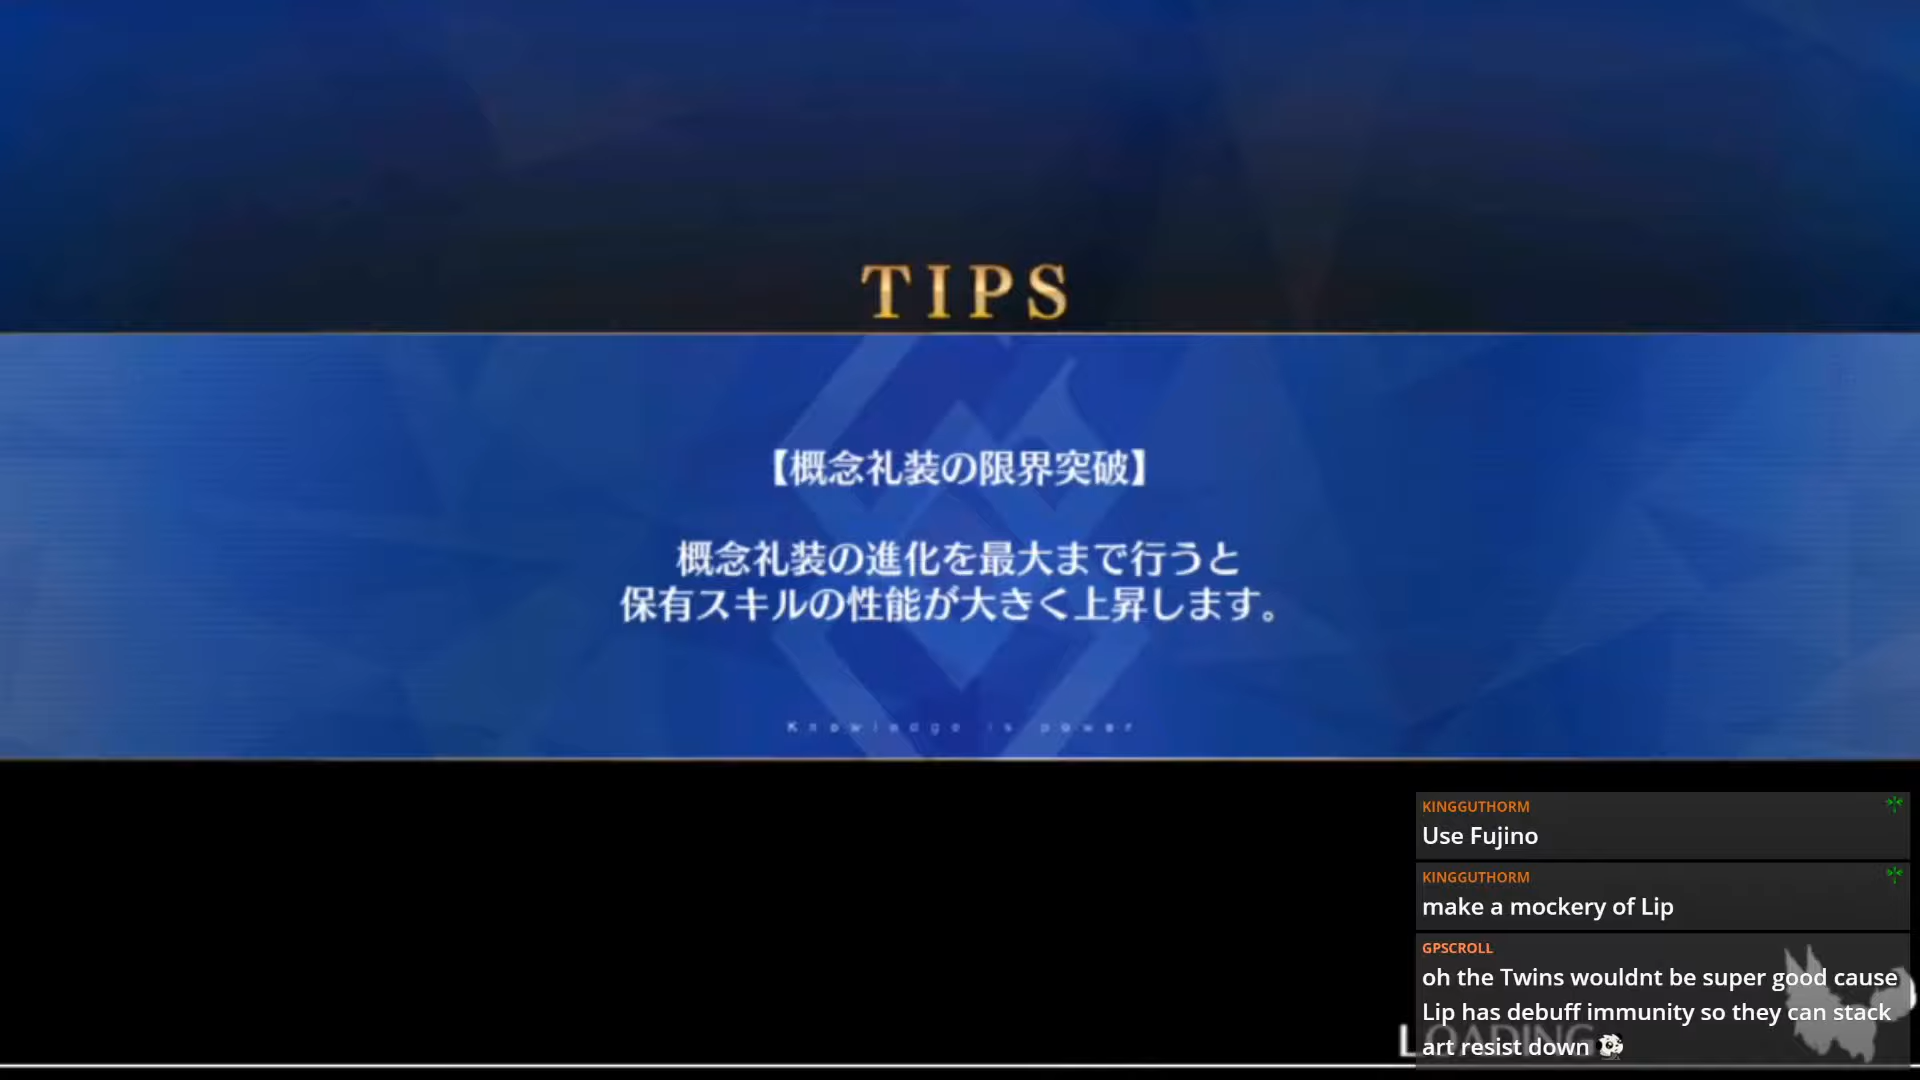 TIPS
【概念礼装の限界突破】
概念礼装の進化を最大まで行うと
保有スキルの性能が大きく上昇します。
Knowledge is power
KINGGUTHORM
Use Fujino
KINGGUTHORM
make a mockery of Lip
GPSCROLL
oh the Twins wouldnt be super good cause
Lip has debuff immunity so they can stack
art resist down
LOADING